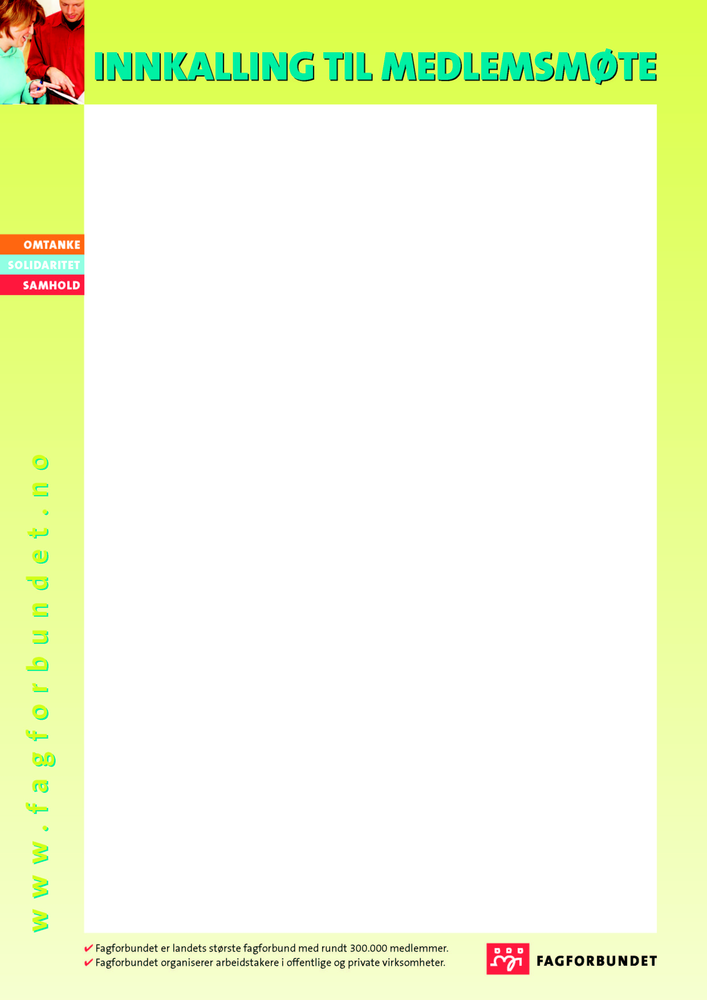 INNKALLING TIL MEDLEMSMØTE
OMTANKE
SOLIDARITET
SAMHOLD
www.fagforbundet.no
✔ Fagforbundet er landets største fagforbund med rundt 300.000 medlemmer.
✔ Fagforbundet organiserer arbeidstakere i offentlige og private virksomheter.
FAGFORBUNDET